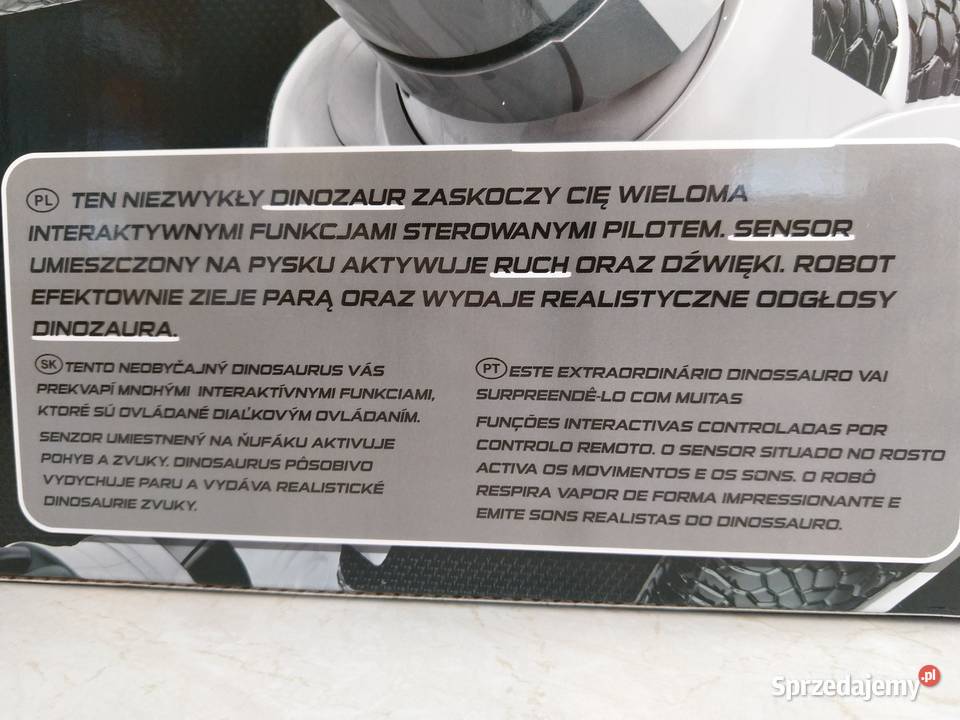 PL TEN NIEZWYKŁY DINOZAUR ZASKOCZY CIĘ WIELOMA
INTERAKTYWNYMI FUNKCJAMI STEROWANYMI PILOTEM. SENSOR
UMIESZCZONY NA PYSKU AKTYWUJE RUCH ORAZ DŹWIĘKI. ROBOT
EFEKTOWNIE ZIEJE PARĄ ORAZ WYDAJE REALISTYCZNE ODGŁOSY
DINOZAURA.
SK TENTO NEOBYČAJNÝ DINOSAURUS VÁS
PREKVAPÍ MNOHÝMI INTERAKTÍVNYMI FUNKCIAMI,
KTORÉ SÚ OVLÁDANÉ DIAĽKOVÝM OVLÁDANÍM.
SENZOR UMIESTNENÝ NA ŇUFÁKU AKTIVUJE
POHYB A ZVUKY. DINOSAURUS PÔSOBIVO
VYDYCHUJE PARU A VYDÁVA REALISTICKÉ
DINOSAURIE ZVUKY.
PT ESTE EXTRAORDINÁRIO DINOSSAURO VAI
SURPREENDÊ-LO COM MUITAS
FUNÇÕES INTERACTIVAS CONTROLADAS POR
CONTROLO REMOTO. O SENSOR SITUADO NO ROSTO
ACTIVA OS MOVIMENTOS E OS SONS. O ROBÔ
RESPIRA VAPOR DE FORMA IMPRESSIONANTE E
EMITE SONS REALISTAS DO DINOSSAURO.
Sprzedajemy.pl